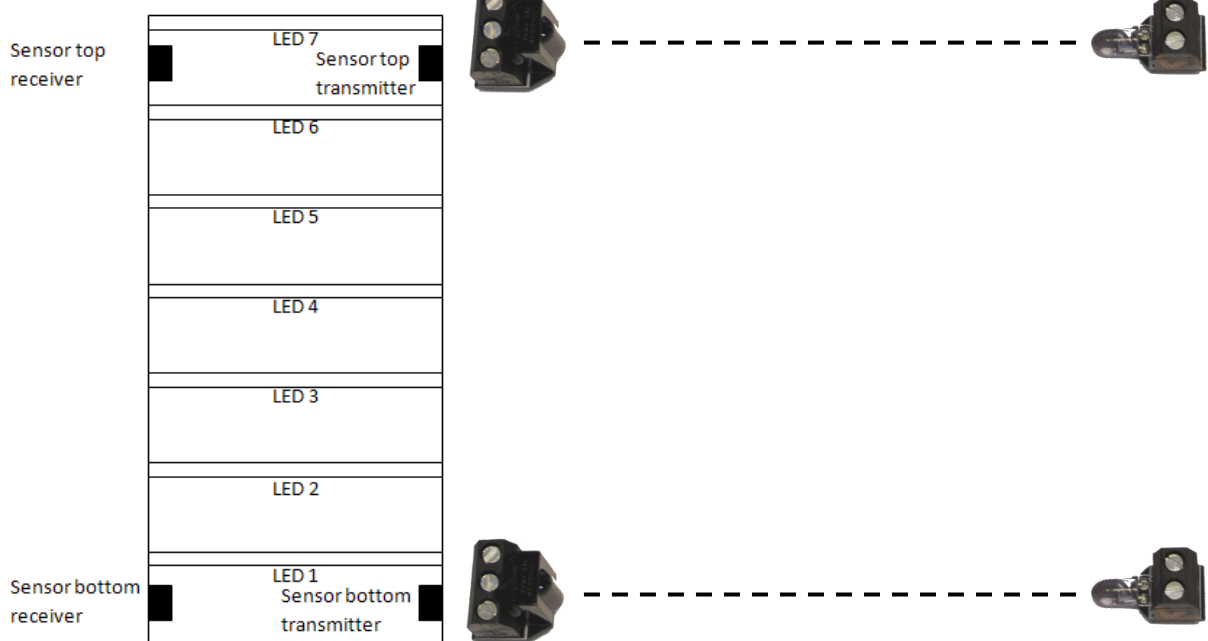 LED 7
Sensor top
receiver
Sensor top
transmitter
LED 6
LED 5
LED 4
LED 3
LED 2
LED 1
Sensor bottom
receiver
Sensor bottom
transmitter